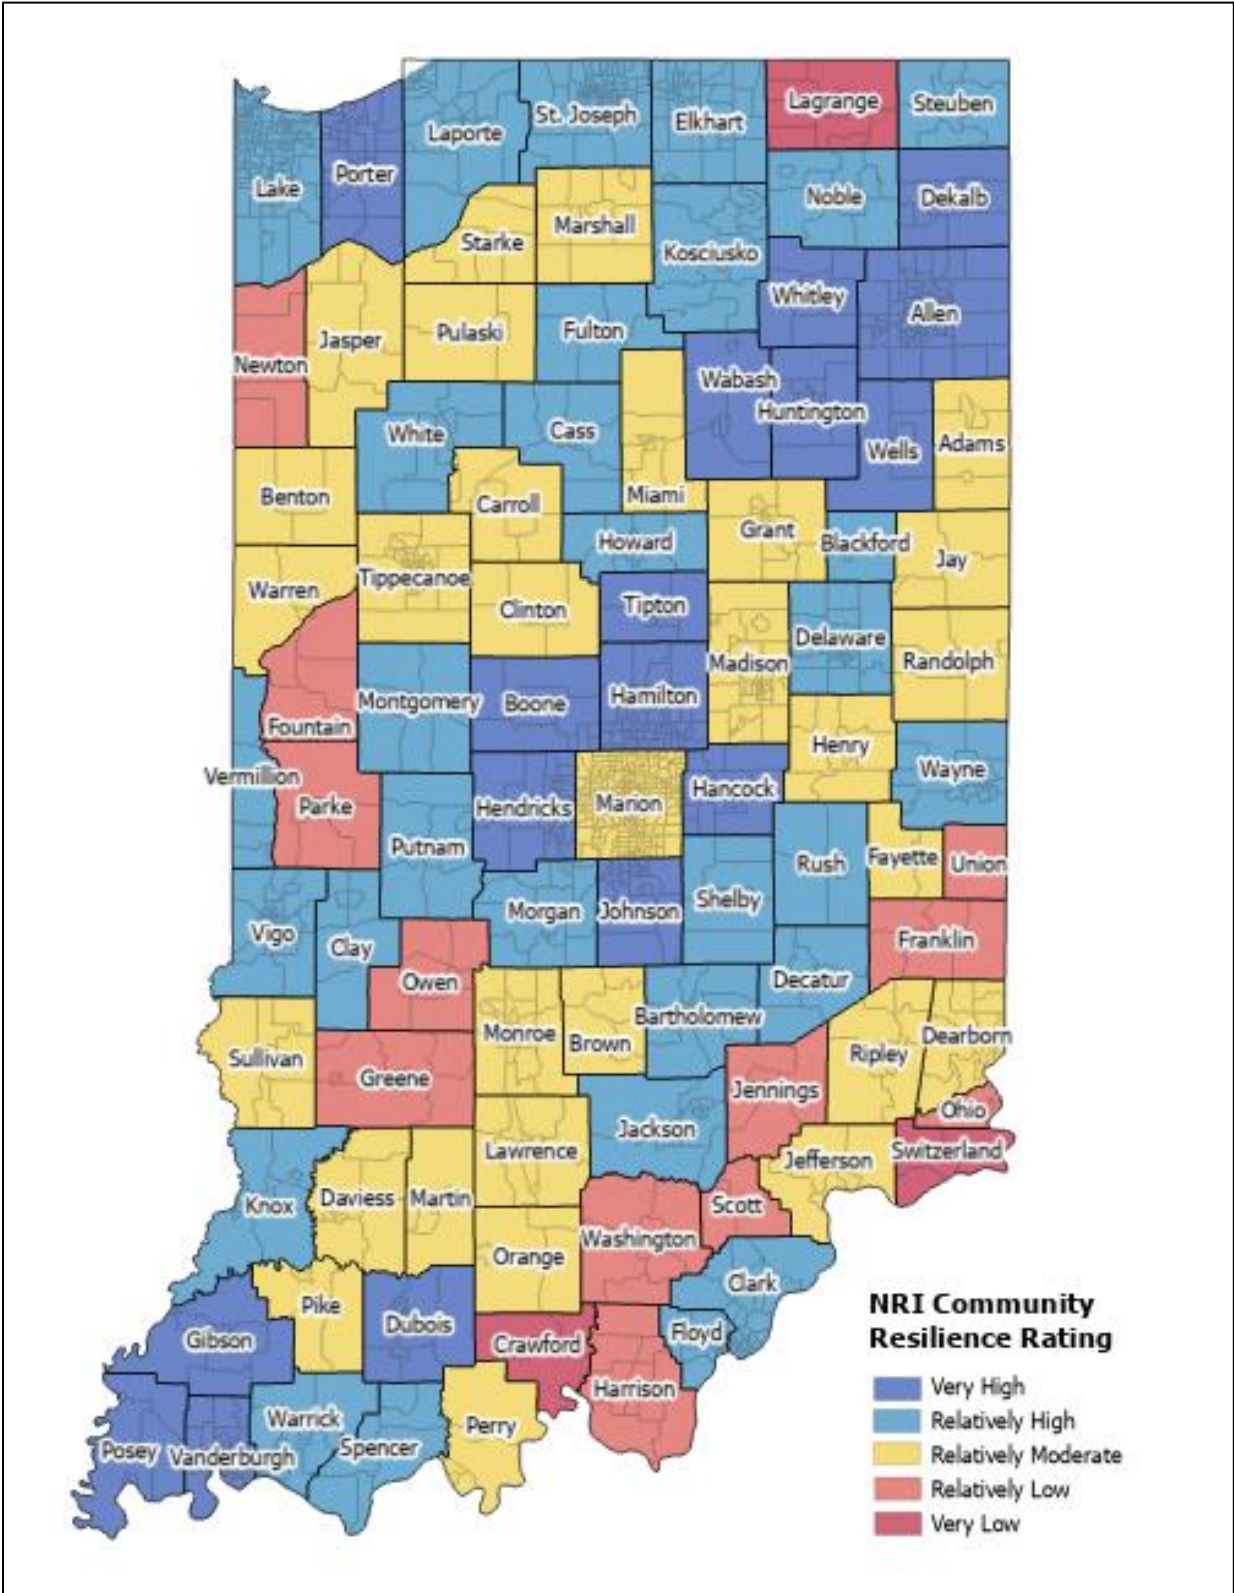 Lagrange
Steuben
St. Joseph
Elkhart
Laporte
Porter
Lake
Noble
Dekalb
Marshall
Starke
Kosciusko
Whitley
Allen
Fulton
Pulaski
Jasper
Newton
Wabash
Huntington
White
Cass
Wells
Adams
Miami
Benton
Carroll
Grant
Howard
Blackford
Jay
Tippecanoe
Warren
Clinton
Tipton
Delaware
Madison
Randolph
Hamilton
Montgomery
Boone
Fountain
Henry
Wayne
Vermillion
Hancock
Hendricks
Marion
Parke
Putnam
Rush
Fayette
Union
Shelby
Morgan
Johnson
Vigo
Clay
Franklin
Owen
Decatur
Bartholomew
Monroe
Brown
Dearborn
Ripley
Sullivan
Greene
Jennings
Ohio
Jackson
Lawrence
Switzerland
Jefferson
Daviess
Martin
Knox
Scott
Washington
Orange
Clark
Pike
Dubois
Gibson
Floyd
Crawford
Harrison
Warrick
Perry
Spencer
Posey
Vanderburgh
NRI Community
Resilience Rating
Very High
Relatively High
Relatively Moderate
Relatively Low
Very Low